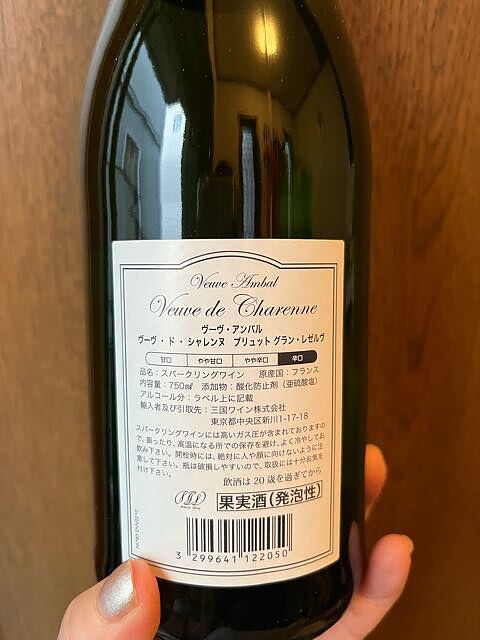 Veuve Ambal
Veuve de Charenne
ヴーヴ・アンバル
ヴーヴ・ド・シャレンヌ ブリュット グラン・レゼルヴ
甘口 やや甘口 やや辛口 辛口
品名：スパークリングワイン 原産国：フランス
内容量：750㎖ 添加物：酸化防止剤（亜硫酸塩）
アルコール分：ラベル上に記載
輸入者及び引取先：三国ワイン株式会社
東京都中央区新川1-17-18
スパークリングワインには高いガス圧が含まれておりますの
で、振ったり、高温になる所での保存を避け、よく冷やしてお
飲み下さい。開栓時には、絶対に人や顔に向けないように注
意して下さい。瓶は破損しやすいので、取扱には十分お気を
付け下さい。
飲酒は20歳を過ぎてから
果実酒(発泡性)
3 299641 122050